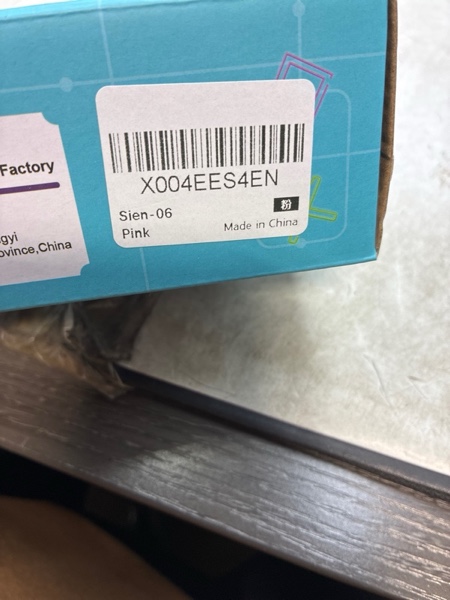 Factory
gyi
ovince,China
X004EES4EN
Sien-06
粉
Pink
Made in China